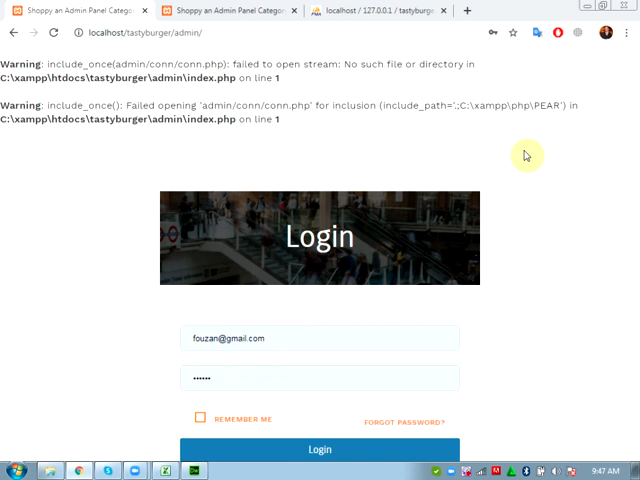 Shoppy an Admin Panel Categor
Shoppy an Admin Panel Categor
localhost / 127.0.0.1 / tastyburge
localhost/tastyburger/admin/
Warning: include_once(admin/conn/conn.php): failed to open stream: No such file or directory in
C:\xampp\htdocs\tastyburger\admin\index.php on line 1
Warning: include_once(): Failed opening 'admin/conn/conn.php' for inclusion (include_path='.;C:\xampp\php\PEAR') in
C:\xampp\htdocs\tastyburger\admin\index.php on line 1
Login
fouzan@gmail.com
••••••
REMEMBER ME
FORGOT PASSWORD?
Login
9:47 AM